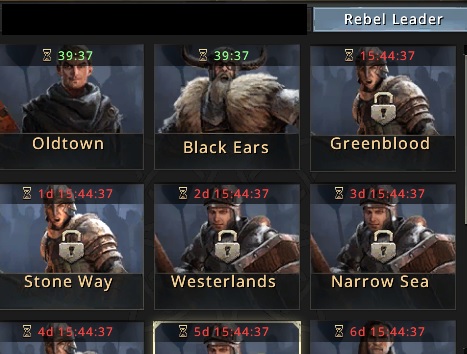 Rebel Leader
39:37
39:37
15:44:37
Oldtown
Black Ears
Greenblood
1d 15:44:37
2d 15:44:37
3d 15:44:37
Stone Way
Westerlands
Narrow Sea
4d 15:44:37
5d 15:44:37
6d 15:44:37